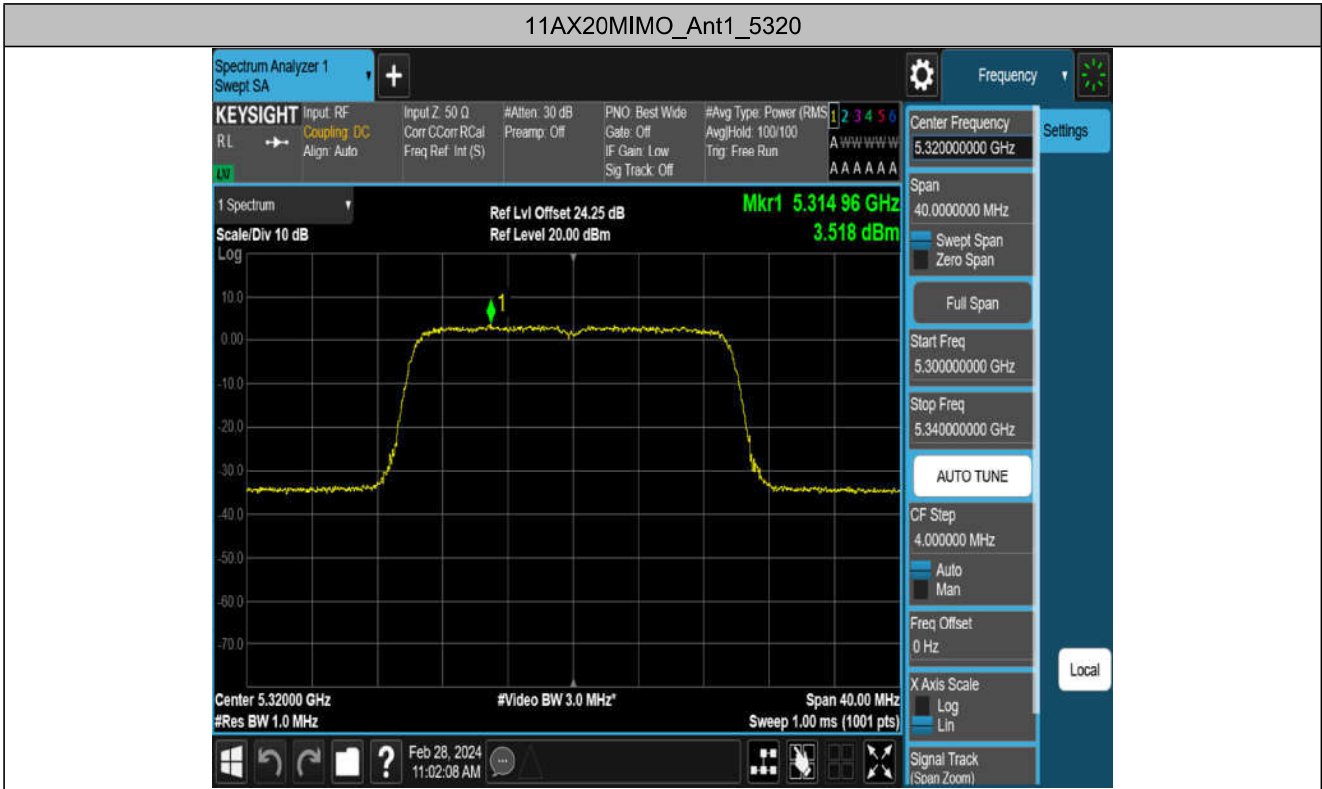 11AX20MIMO_Ant1_5320
Spectrum Analyzer 1
Swept SA
+
Frequency
KEYSIGHT
RL
LXI
Input: RF
Coupling: DC
Align: Auto
Input Z: 50 Ω
Corr CCorr RCal
Freq Ref: Int (S)
#Atten: 30 dB
Preamp: Off
PNO: Best Wide
Gate: Off
IF Gain: Low
Sig Track: Off
#Avg Type: Power (RMS
Avg|Hold: 100/100
Trig: Free Run
1 2 3 4 5 6
A W W W W W
A A A A A A
1 Spectrum
Scale/Div 10 dB
Log
Ref Lvl Offset 24.25 dB
Ref Level 20.00 dBm
Mkr1 5.314 96 GHz
3.518 dBm
1
10.0
0.00
-10.0
-20.0
-30.0
-40.0
-50.0
-60.0
-70.0
Center 5.32000 GHz
#Res BW 1.0 MHz
#Video BW 3.0 MHz*
Span 40.00 MHz
Sweep 1.00 ms (1001 pts)
Center Frequency
5.320000000 GHz
Settings
Span
40.0000000 MHz
Swept Span
Zero Span
Full Span
Start Freq
5.300000000 GHz
Stop Freq
5.340000000 GHz
AUTO TUNE
CF Step
4.000000 MHz
Auto
Man
Freq Offset
0 Hz
X Axis Scale
Log
Lin
Local
Signal Track
(Span Zoom)
?
Feb 28, 2024
11:02:08 AM